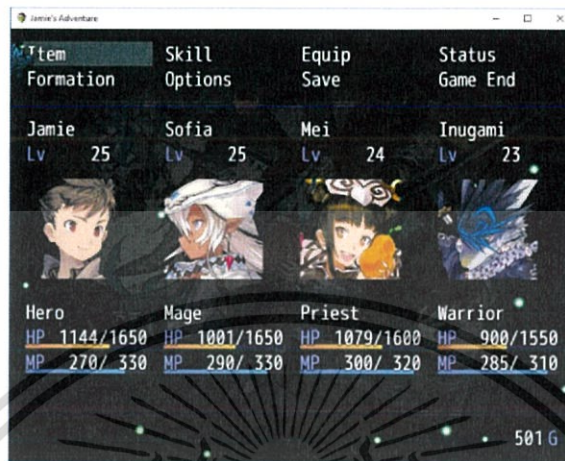 Jamie's Adventure
Item Skill Equip Status
Formation Options Save Game End
Jamie Sofia Mei Inugami
Lv 25 Lv 25 Lv 24 Lv 23
Hero Mage Priest Warrior
HP 1144/1650 HP 1001/1650 HP 1079/1600 HP 900/1550
MP 270/ 330 MP 290/ 330 MP 300/ 320 MP 285/ 310
501 G